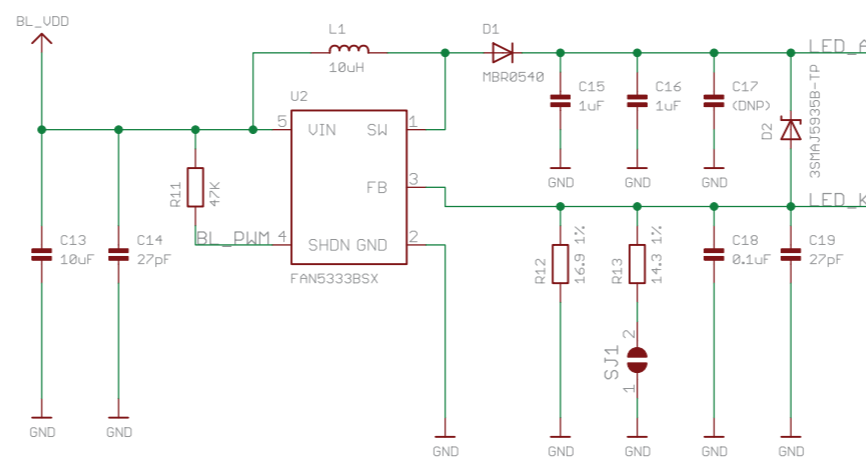 BL_VDD
L1
10uH
D1
MBR0540
LED_A
C15
1uF
C16
1uF
C17
(DNP)
D2
3SMAJ5935B-TP
U2
5
VIN
SW
1
FB
3
4
SHDN
GND
2
FAN5333BSX
R11
47K
BL_PWM
GND
GND
GND
LED_K
C13
10uF
C14
27pF
R12
16.9 1%
R13
14.3 1%
C18
0.1uF
C19
27pF
SJ1
2
1
GND
GND
GND
GND
GND
GND
GND